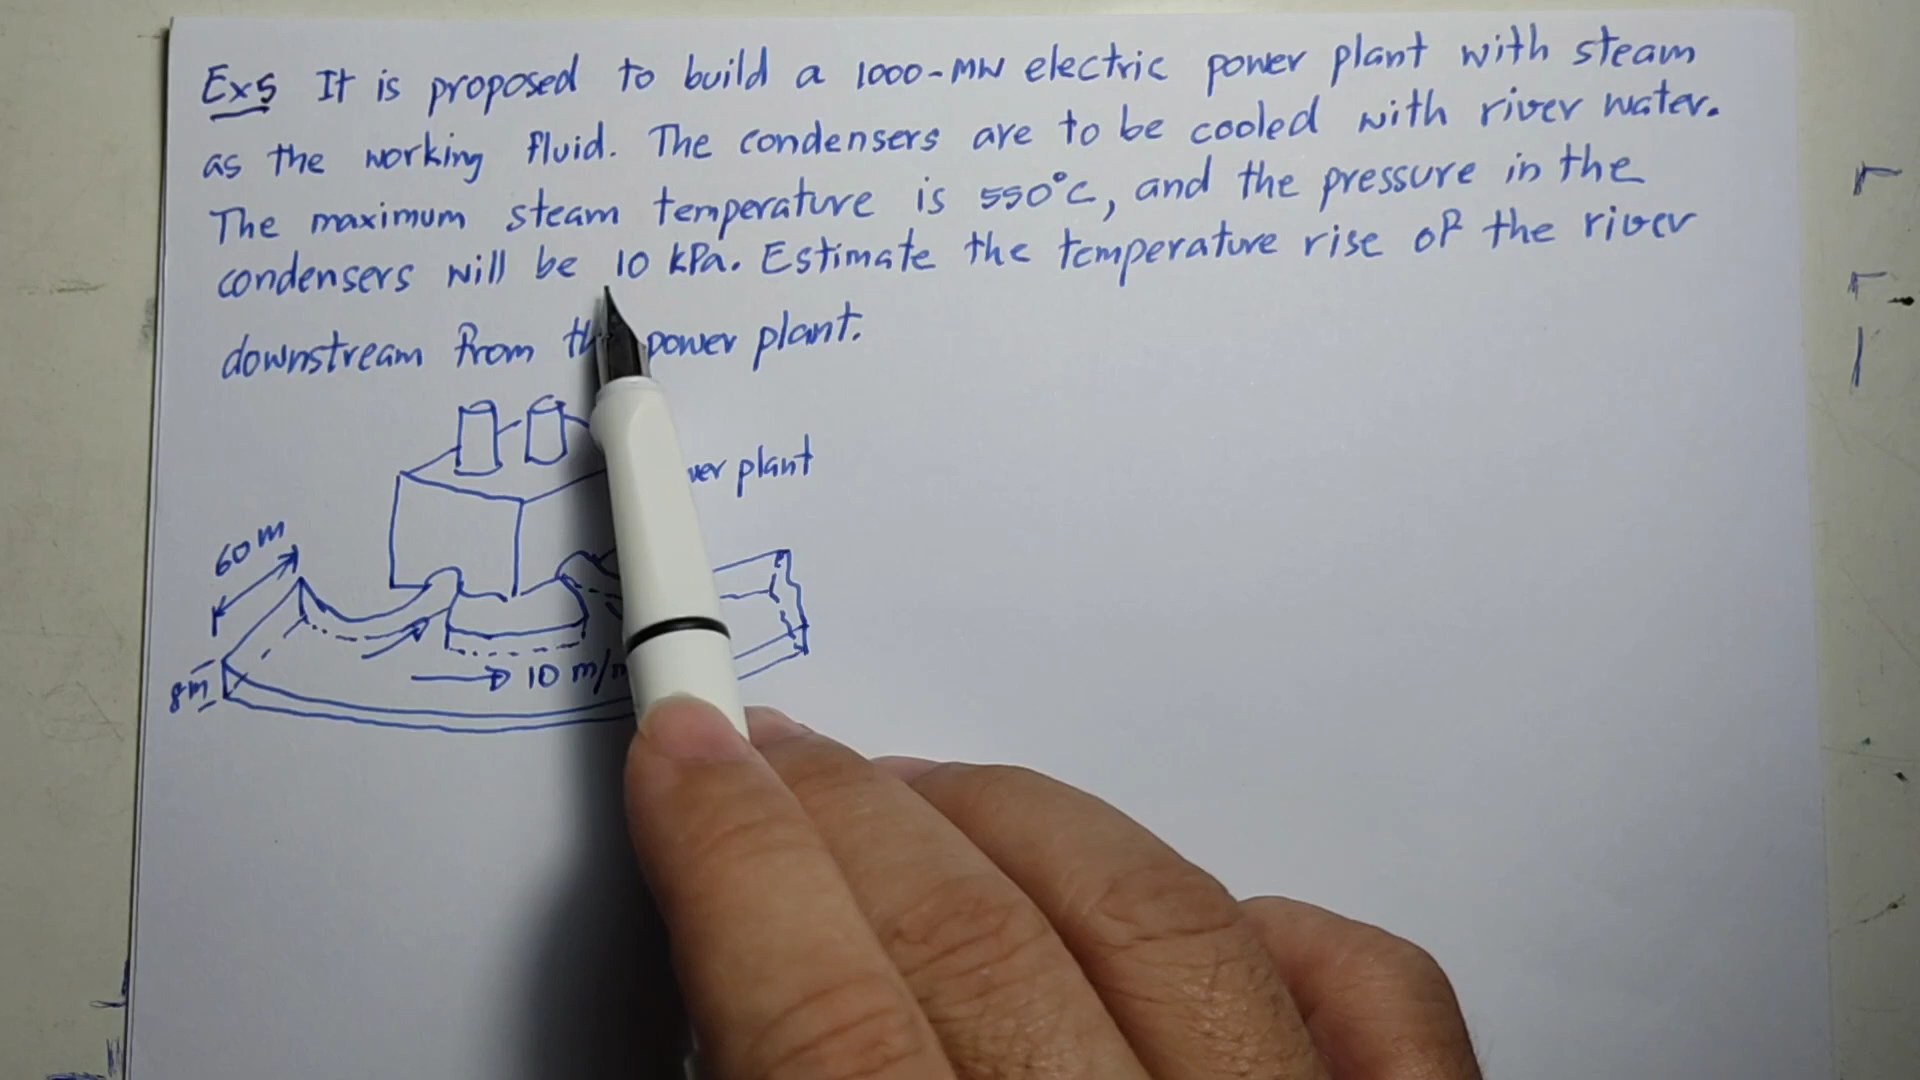 Ex5 It is proposed to build a 1000-MW electric power plant with steam
as the working fluid. The condensers are to be cooled with river water.
The maximum steam temperature is 550°C, and the pressure in the
condensers will be 10 kPa. Estimate the temperature rise of the river
downstream from power plant.
plant
60 m
8m
10